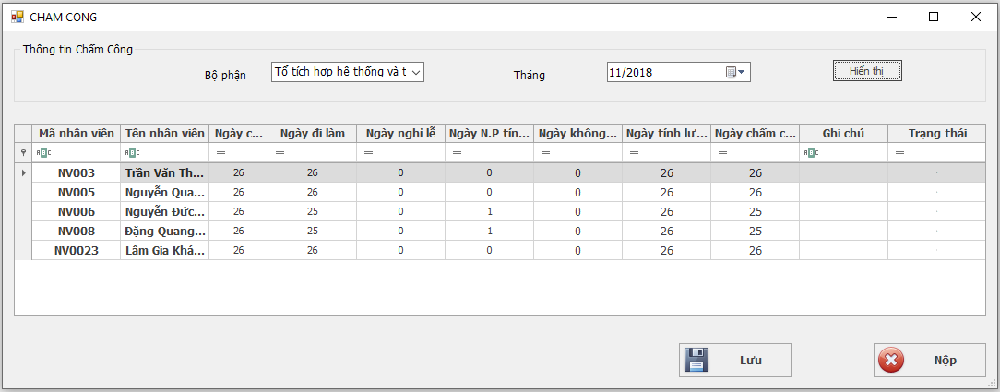 CHAM CONG
Thông tin Chấm Công
Bộ phận Tổ tích hợp hệ thống và t Tháng 11/2018 Hiển thị
Mã nhân viên Tên nhân viên Ngày c... Ngày đi làm Ngày nghỉ lễ Ngày N.P tín... Ngày không... Ngày tính lư... Ngày chấm c... Ghi chú Trạng thái
ABC ABC = = = = = = = ABC =
NV003 Trần Văn Th... 26 26 0 0 0 26 26
NV005 Nguyễn Qua... 26 26 0 0 0 26 26
NV006 Nguyễn Đức... 26 25 0 1 0 26 25
NV008 Đặng Quang... 26 25 0 1 0 26 25
NV0023 Lâm Gia Khá... 26 26 0 0 0 26 26
Lưu Nộp